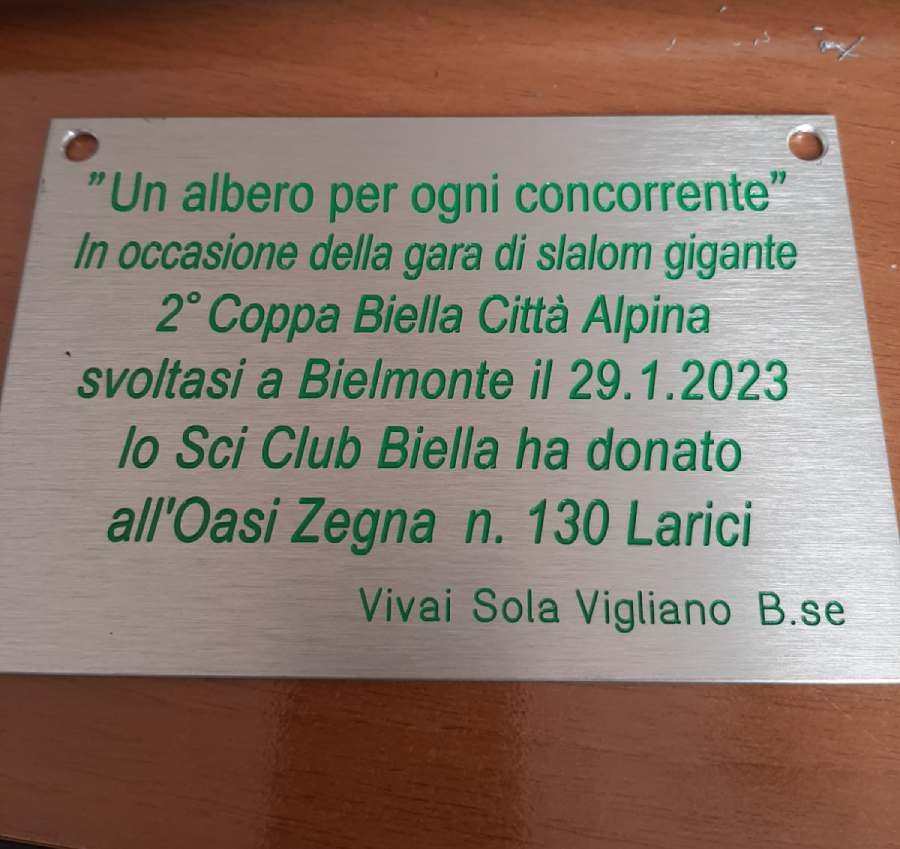 ”Un albero per ogni concorrente”
In occasione della gara di slalom gigante
2° Coppa Biella Città Alpina
svoltasi a Bielmonte il 29.1.2023
lo Sci Club Biella ha donato
all'Oasi Zegna n. 130 Larici
Vivai Sola Vigliano B.se